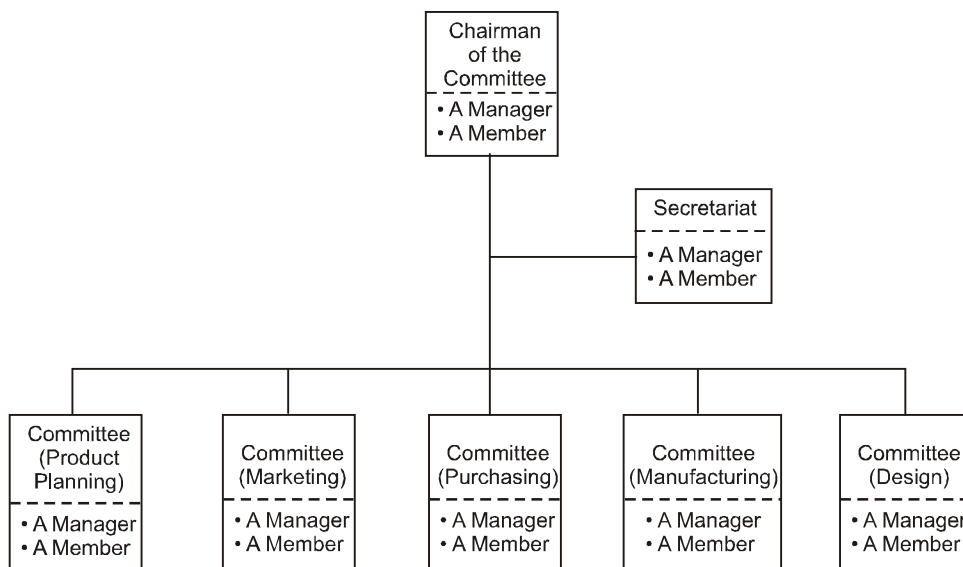 Chairman
of the
Committee
• A Manager
• A Member
Secretariat
• A Manager
• A Member
Committee
(Product
Planning)
• A Manager
• A Member
Committee
(Marketing)
• A Manager
• A Member
Committee
(Purchasing)
• A Manager
• A Member
Committee
(Manufacturing)
• A Manager
• A Member
Committee
(Design)
• A Manager
• A Member